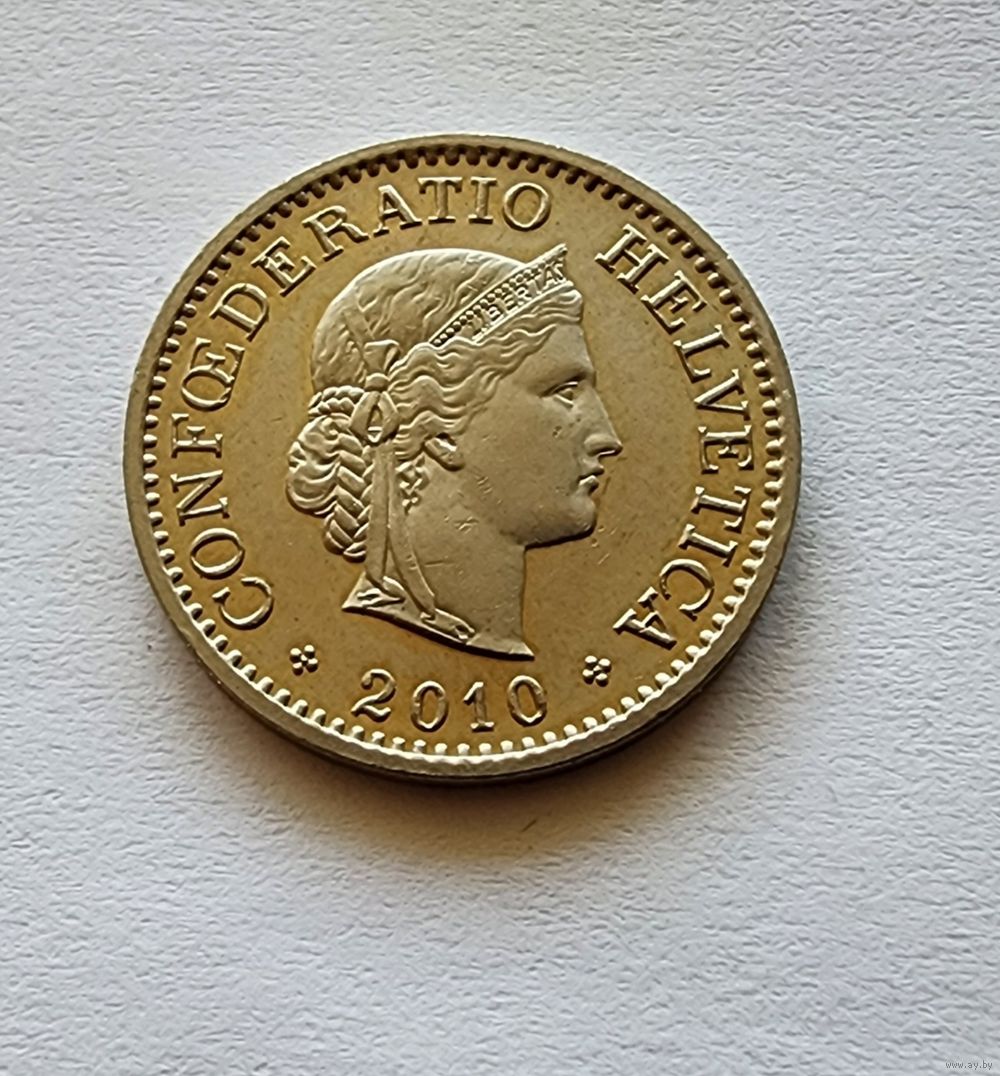 CONFŒDERATIO HELVETICA
LIBERTAS
2010
www.ay.by